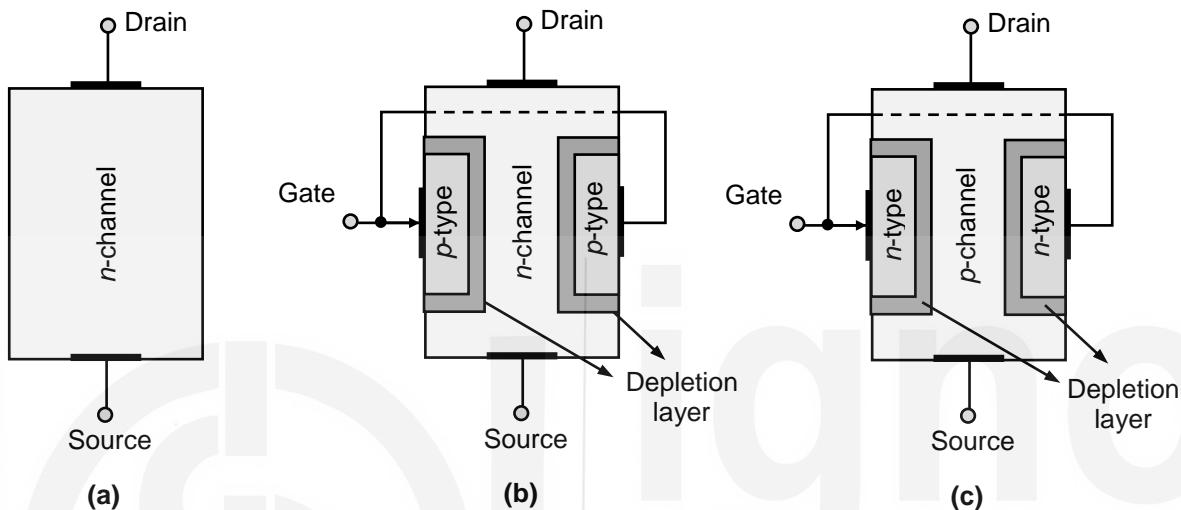 Drain
n-channel
Source
(a)
Drain
Gate
p-type
n-channel
p-type
Depletion
layer
Source
(b)
Drain
Gate
n-type
p-channel
n-type
Depletion
layer
Source
(c)
igno